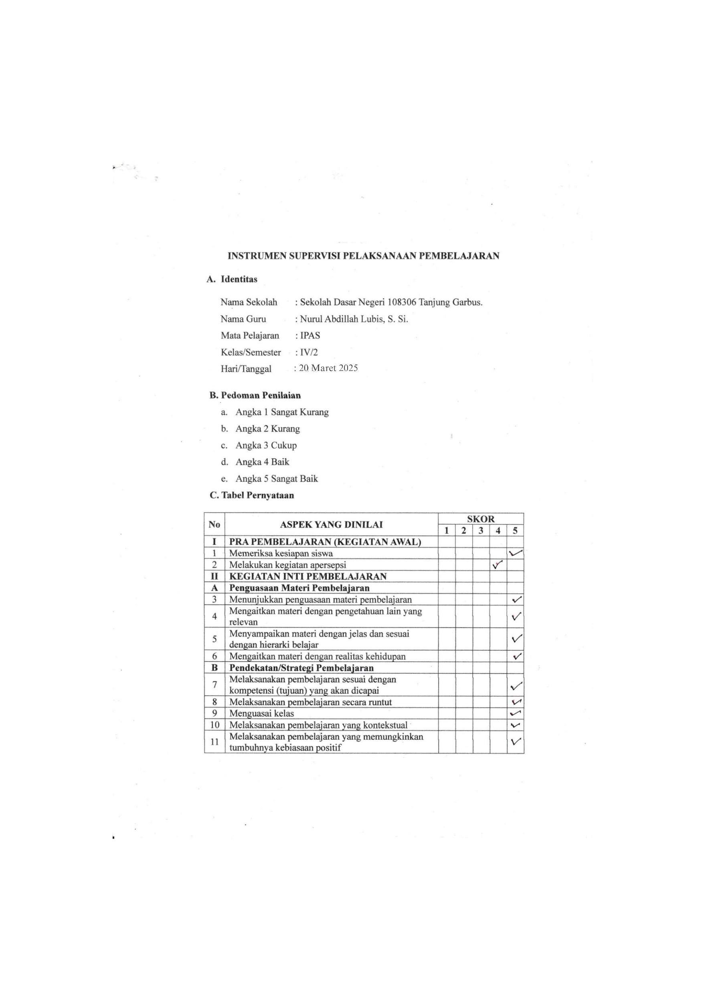 INSTRUMEN SUPERVISI PELAKSANAAN PEMBELAJARAN
A. Identitas
Nama Sekolah : Sekolah Dasar Negeri 108306 Tanjung Garbus.
Nama Guru : Nurul Abdillah Lubis, S. Si.
Mata Pelajaran : IPAS
Kelas/Semester : IV/2
Hari/Tanggal : 20 Maret 2025
B. Pedoman Penilaian
a. Angka 1 Sangat Kurang
b. Angka 2 Kurang
c. Angka 3 Cukup
d. Angka 4 Baik
e. Angka 5 Sangat Baik
C. Tabel Pernyataan
No ASPEK YANG DINILAI SKOR
1 2 3 4 5
I PRA PEMBELAJARAN (KEGIATAN AWAL)
1 Memeriksa kesiapan siswa ✓
2 Melakukan kegiatan apersepsi ✓
II KEGIATAN INTI PEMBELAJARAN
A Penguasaan Materi Pembelajaran
3 Menunjukkan penguasaan materi pembelajaran ✓
4 Mengaitkan materi dengan pengetahuan lain yang
relevan ✓
5 Menyampaikan materi dengan jelas dan sesuai
dengan hierarki belajar ✓
6 Mengaitkan materi dengan realitas kehidupan ✓
B Pendekatan/Strategi Pembelajaran
7 Melaksanakan pembelajaran sesuai dengan
kompetensi (tujuan) yang akan dicapai ✓
8 Melaksanakan pembelajaran secara runtut ✓
9 Menguasai kelas ✓
10 Melaksanakan pembelajaran yang kontekstual ✓
11 Melaksanakan pembelajaran yang memungkinkan
tumbuhnya kebiasaan positif ✓